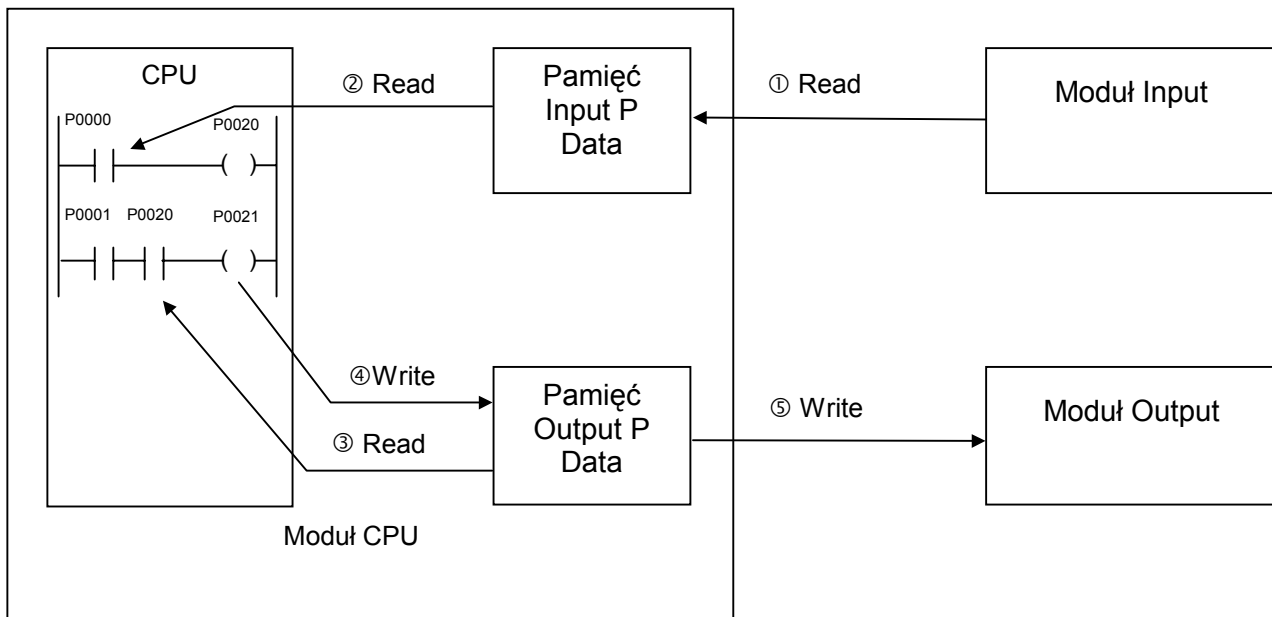 CPU
P0000
P0020
P0001 P0020 P0021
② Read
Pamięć
Input P
Data
① Read
Moduł Input
④Write
③ Read
Pamięć
Output P
Data
⑤ Write
Moduł Output
Moduł CPU